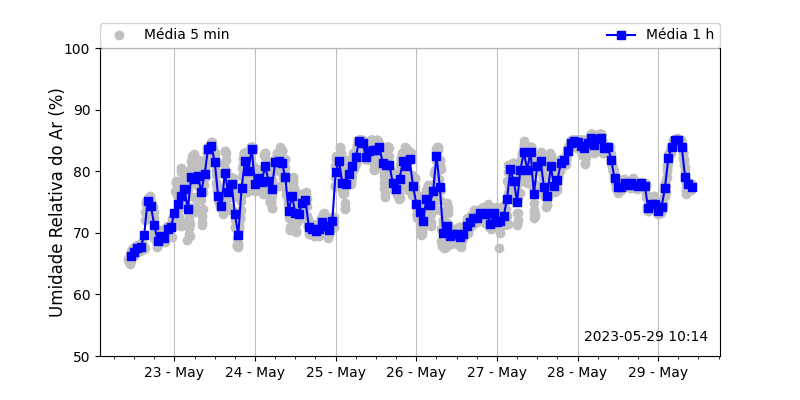 Média 5 min
Média 1 h
Umidade Relativa do Ar (%)
100
90
80
70
60
50
2023-05-29 10:14
23 - May
24 - May
25 - May
26 - May
27 - May
28 - May
29 - May